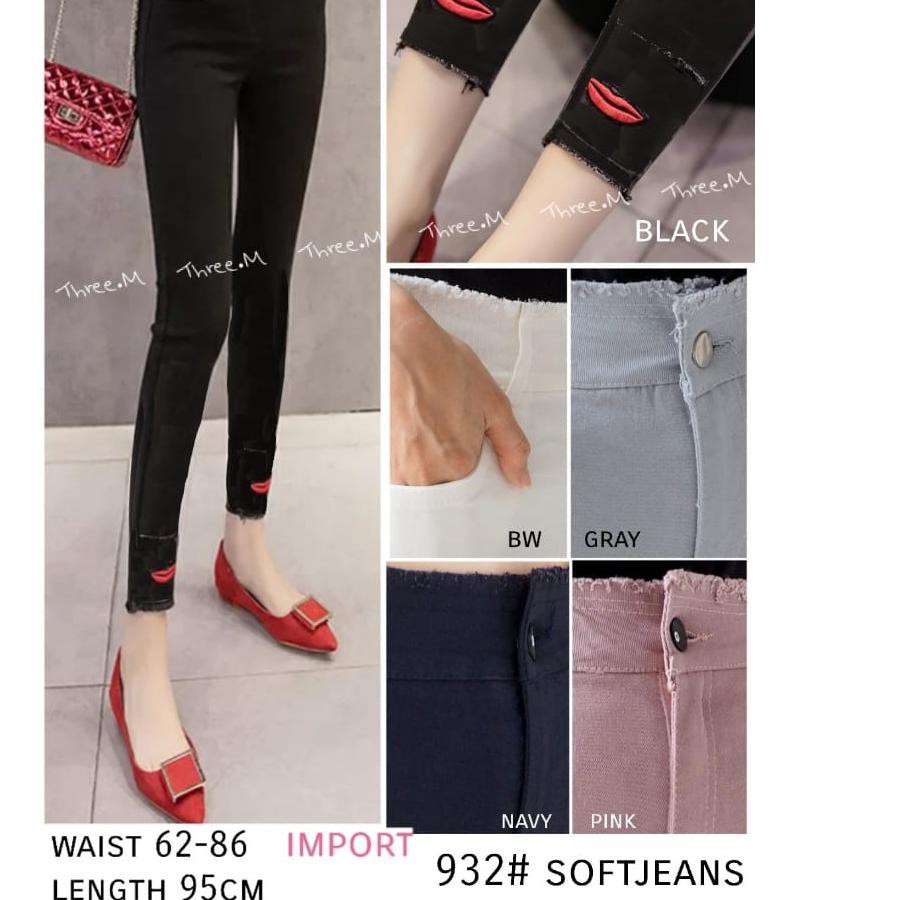 Three.M
Three.M
Three.M
Three.M
Three.M
Three.M
BLACK
BW
GRAY
NAVY
PINK
WAIST 62-86 IMPORT
LENGTH 95CM
932# SOFTJEANS